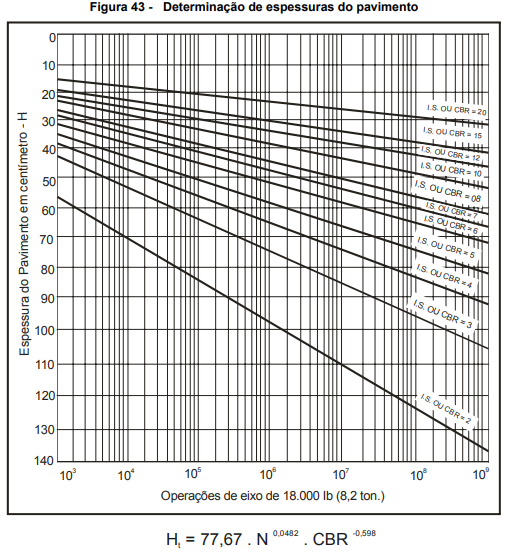 Figura 43 - Determinação de espessuras do pavimento
Espessura do Pavimento em centímetro - H
0
10
20
30
40
50
60
70
80
90
100
110
120
130
140
I.S. OU CBR = 20
I.S. OU CBR = 15
I.S. OU CBR = 12
I.S. OU CBR = 10
I.S. OU CBR = 08
I.S. OU CBR = 7
I.S. OU CBR = 6
I.S. OU CBR = 5
I.S. OU CBR = 4
I.S. OU CBR = 3
I.S. OU CBR = 2
10³ 10⁴ 10⁵ 10⁶ 10⁷ 10⁸ 10⁹
Operações de eixo de 18.000 lb (8,2 ton.)
Hₜ = 77,67 . N ⁰·⁰⁴⁸² . CBR ⁻⁰·⁵⁹⁸